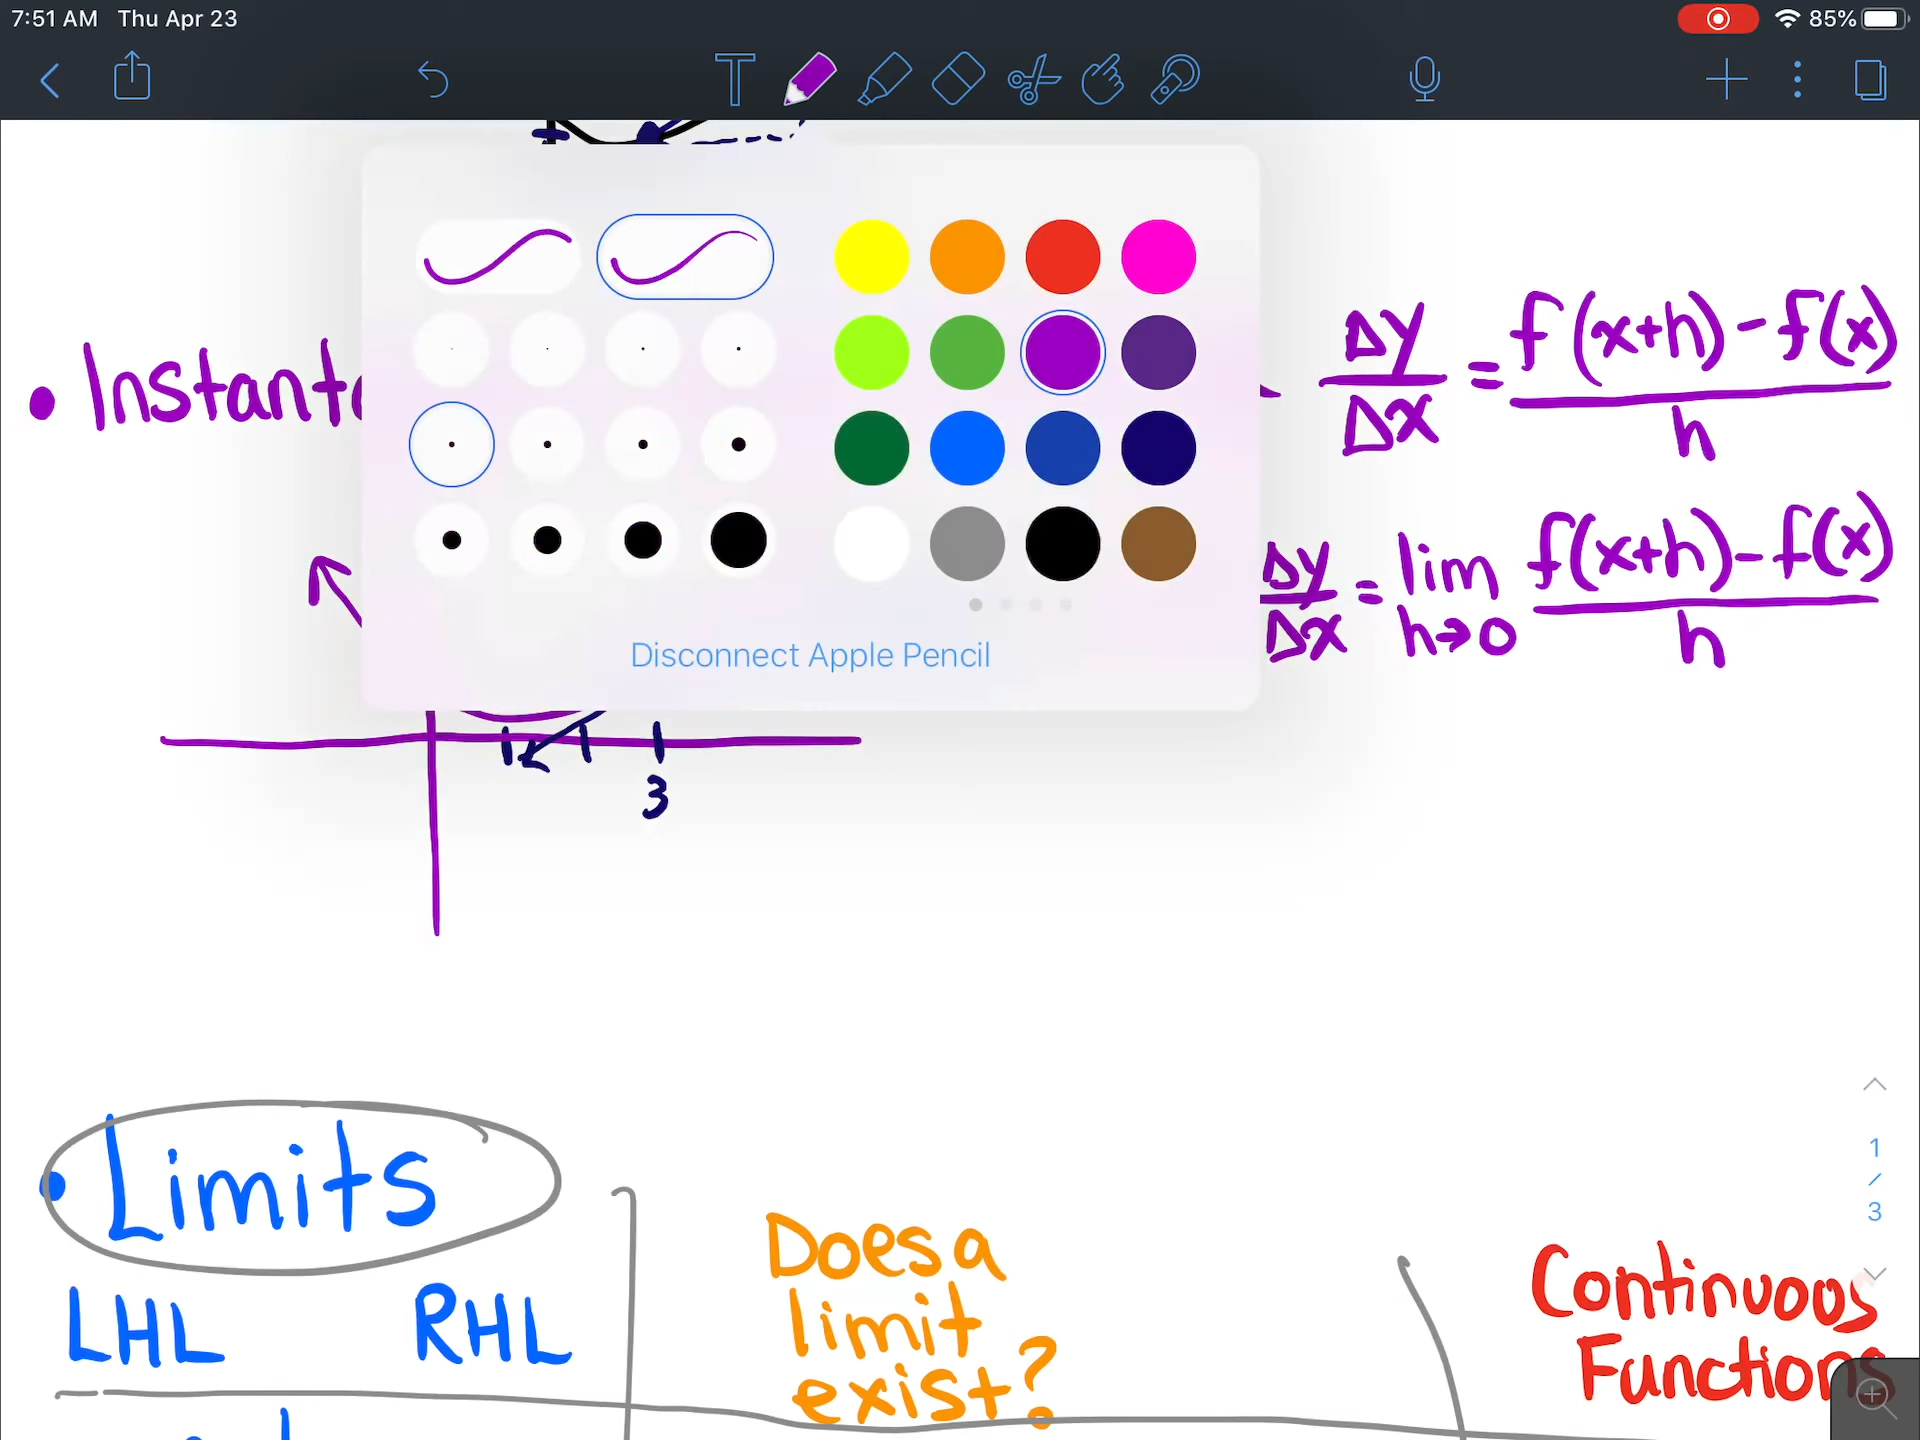 7:51 AM Thu Apr 23
85%
• Instant
Δy/Δx = f(x+h) - f(x)/h
Δy/Δx = lim h→0 f(x+h) - f(x)/h
Disconnect Apple Pencil
3
• Limits
LHL RHL
Does a
limit
exist?
Continuous
Functions
1
/
3